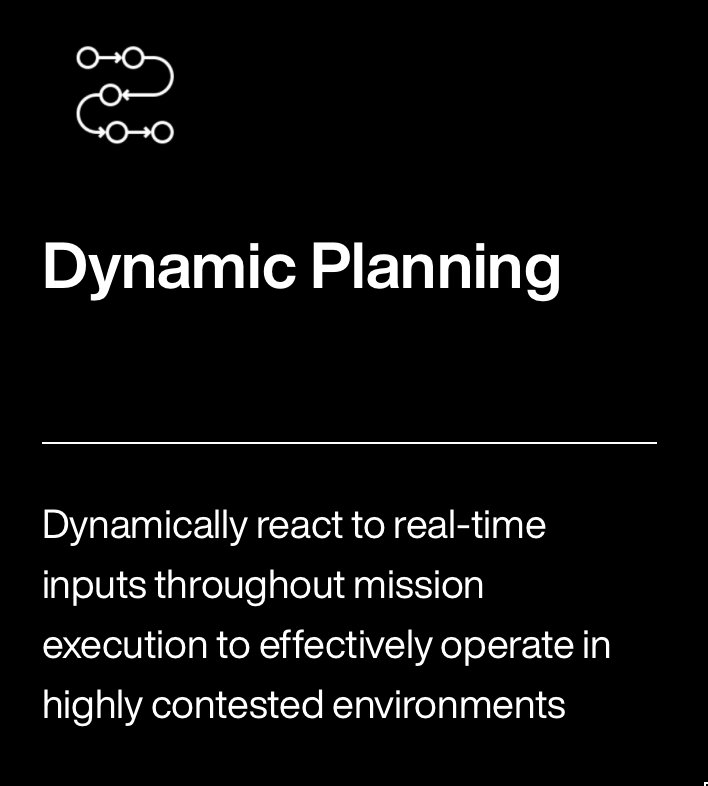 Dynamic Planning
Dynamically react to real-time
inputs throughout mission
execution to effectively operate in
highly contested environments